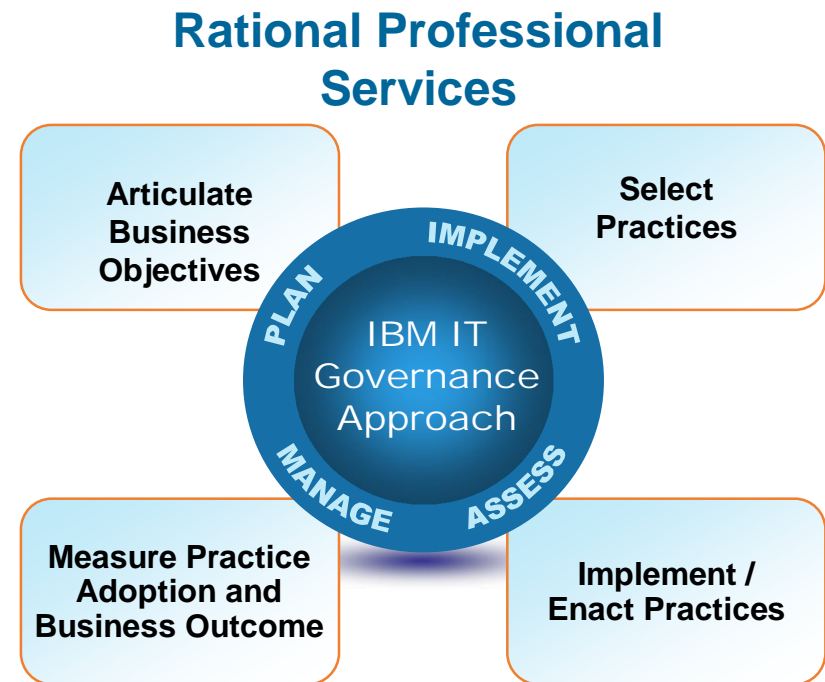 Rational Professional
Services
Articulate
Business
Objectives
Select
Practices
PLAN
IMPLEMENT
IBM IT
Governance
Approach
MANAGE
ASSESS
Measure Practice
Adoption and
Business Outcome
Implement /
Enact Practices